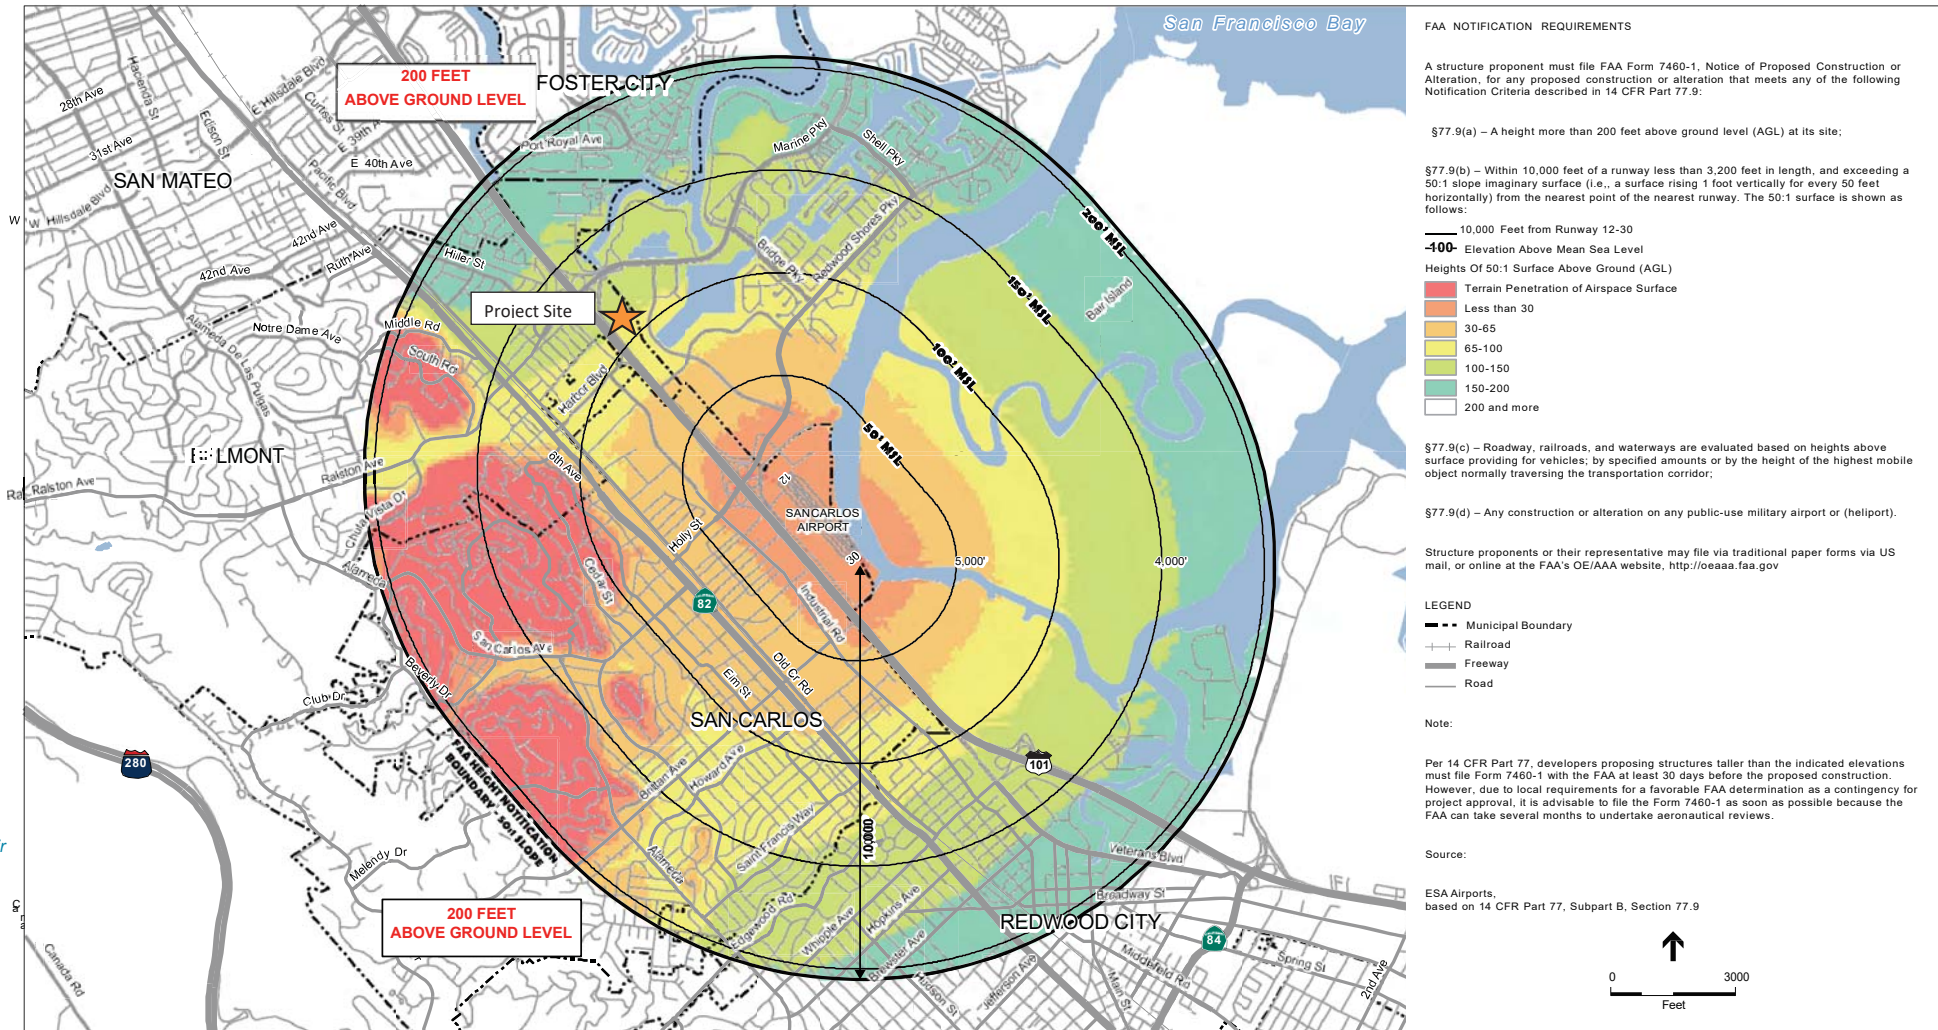 San Francisco Bay
200 FEET
ABOVE GROUND LEVEL
FOSTER CITY
28th Ave
Hacienda St
Edison St
E Hillsdale Blvd
Curtiss St
E 39th A
31st Ave
E 40th Ave
Pacific Blvd
Port Royal Ave
Marine Pky
Shell Pky
SAN MATEO
W
W Hillsdale Blvd
42nd Ave
42nd Ave
Ruth Ave
Hiller St
Bridge Pky
Redwood Shores Pky
200' MSL
150' MSL
100' MSL
50' MSL
Bair Island
Project Site
Notre Dame Ave
Alameda De Las Pulgas
Middle Rd
South Rd
Harbor Blvd
LMONT
Ralston Ave
Ra
Ralston Ave
6th Ave
Chula Vista Dr
Alameda
12
SAN CARLOS
AIRPORT
30
Holly St
Cedar St
5,000'
4,000'
82
Industrial Rd
San Carlos Ave
Beverly Dr
Club Dr
Elm St
Old Cr Rd
SAN CARLOS
280
101
FAA HEIGHT NOTIFICATION
BOUNDARY - 50:1 SLOPE
Brittan Ave
Howard Ave
Saint Francis Way
10,000
Alameda
Melendy Dr
Veterans Blvd
Broadway St
200 FEET
ABOVE GROUND LEVEL
Edgewood Rd
Whipple Ave
Hopkins Ave
Brewster Ave
REDWOOD CITY
84
Hudson St
Jefferson Ave
Main St
Middlefield Rd
Spring St
2nd Ave
Canada Rd
FAA NOTIFICATION REQUIREMENTS
A structure proponent must file FAA Form 7460-1, Notice of Proposed Construction or
Alteration, for any proposed construction or alteration that meets any of the following
Notification Criteria described in 14 CFR Part 77.9:
§77.9(a) – A height more than 200 feet above ground level (AGL) at its site;
§77.9(b) – Within 10,000 feet of a runway less than 3,200 feet in length, and exceeding a
50:1 slope imaginary surface (i.e,, a surface rising 1 foot vertically for every 50 feet
horizontally) from the nearest point of the nearest runway. The 50:1 surface is shown as
follows:
10,000 Feet from Runway 12-30
-100- Elevation Above Mean Sea Level
Heights Of 50:1 Surface Above Ground (AGL)
Terrain Penetration of Airspace Surface
Less than 30
30-65
65-100
100-150
150-200
200 and more
§77.9(c) – Roadway, railroads, and waterways are evaluated based on heights above
surface providing for vehicles; by specified amounts or by the height of the highest mobile
object normally traversing the transportation corridor;
§77.9(d) – Any construction or alteration on any public-use military airport or (heliport).
Structure proponents or their representative may file via traditional paper forms via US
mail, or online at the FAA's OE/AAA website, http://oeaaa.faa.gov
LEGEND
Municipal Boundary
Railroad
Freeway
Road
Note:
Per 14 CFR Part 77, developers proposing structures taller than the indicated elevations
must file Form 7460-1 with the FAA at least 30 days before the proposed construction.
However, due to local requirements for a favorable FAA determination as a contingency for
project approval, it is advisable to file the Form 7460-1 as soon as possible because the
FAA can take several months to undertake aeronautical reviews.
Source:
ESA Airports,
based on 14 CFR Part 77, Subpart B, Section 77.9
0 3000
Feet